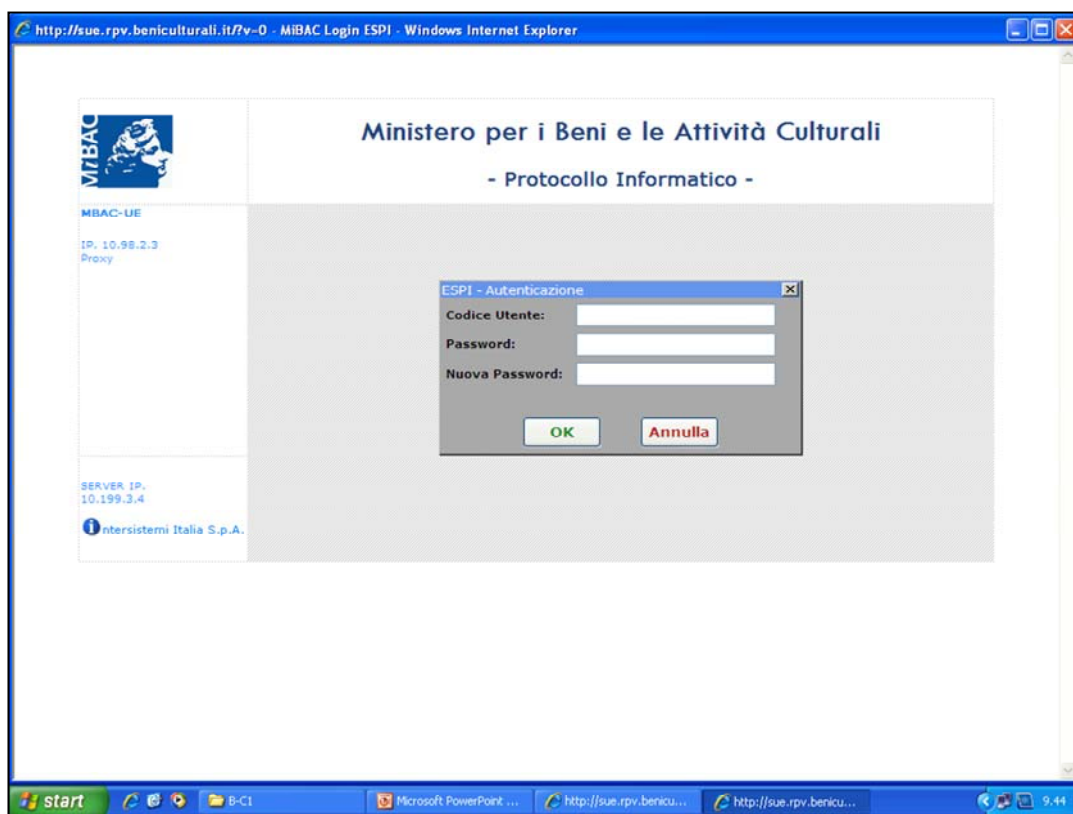 http://sue.rpv.beniculturali.it/?v=0 - MiBAC Login ESPI - Windows Internet Explorer
MiBAC
Ministero per i Beni e le Attività Culturali
- Protocollo Informatico -
MBAC-UE
IP. 10.98.2.3
Proxy
ESPI - Autenticazione
Codice Utente:
Password:
Nuova Password:
OK
Annulla
SERVER IP.
10.199.3.4
ntersistemi Italia S.p.A.
start
B-C1
Microsoft PowerPoint ...
http://sue.rpv.benicu...
http://sue.rpv.benicu...
9.44